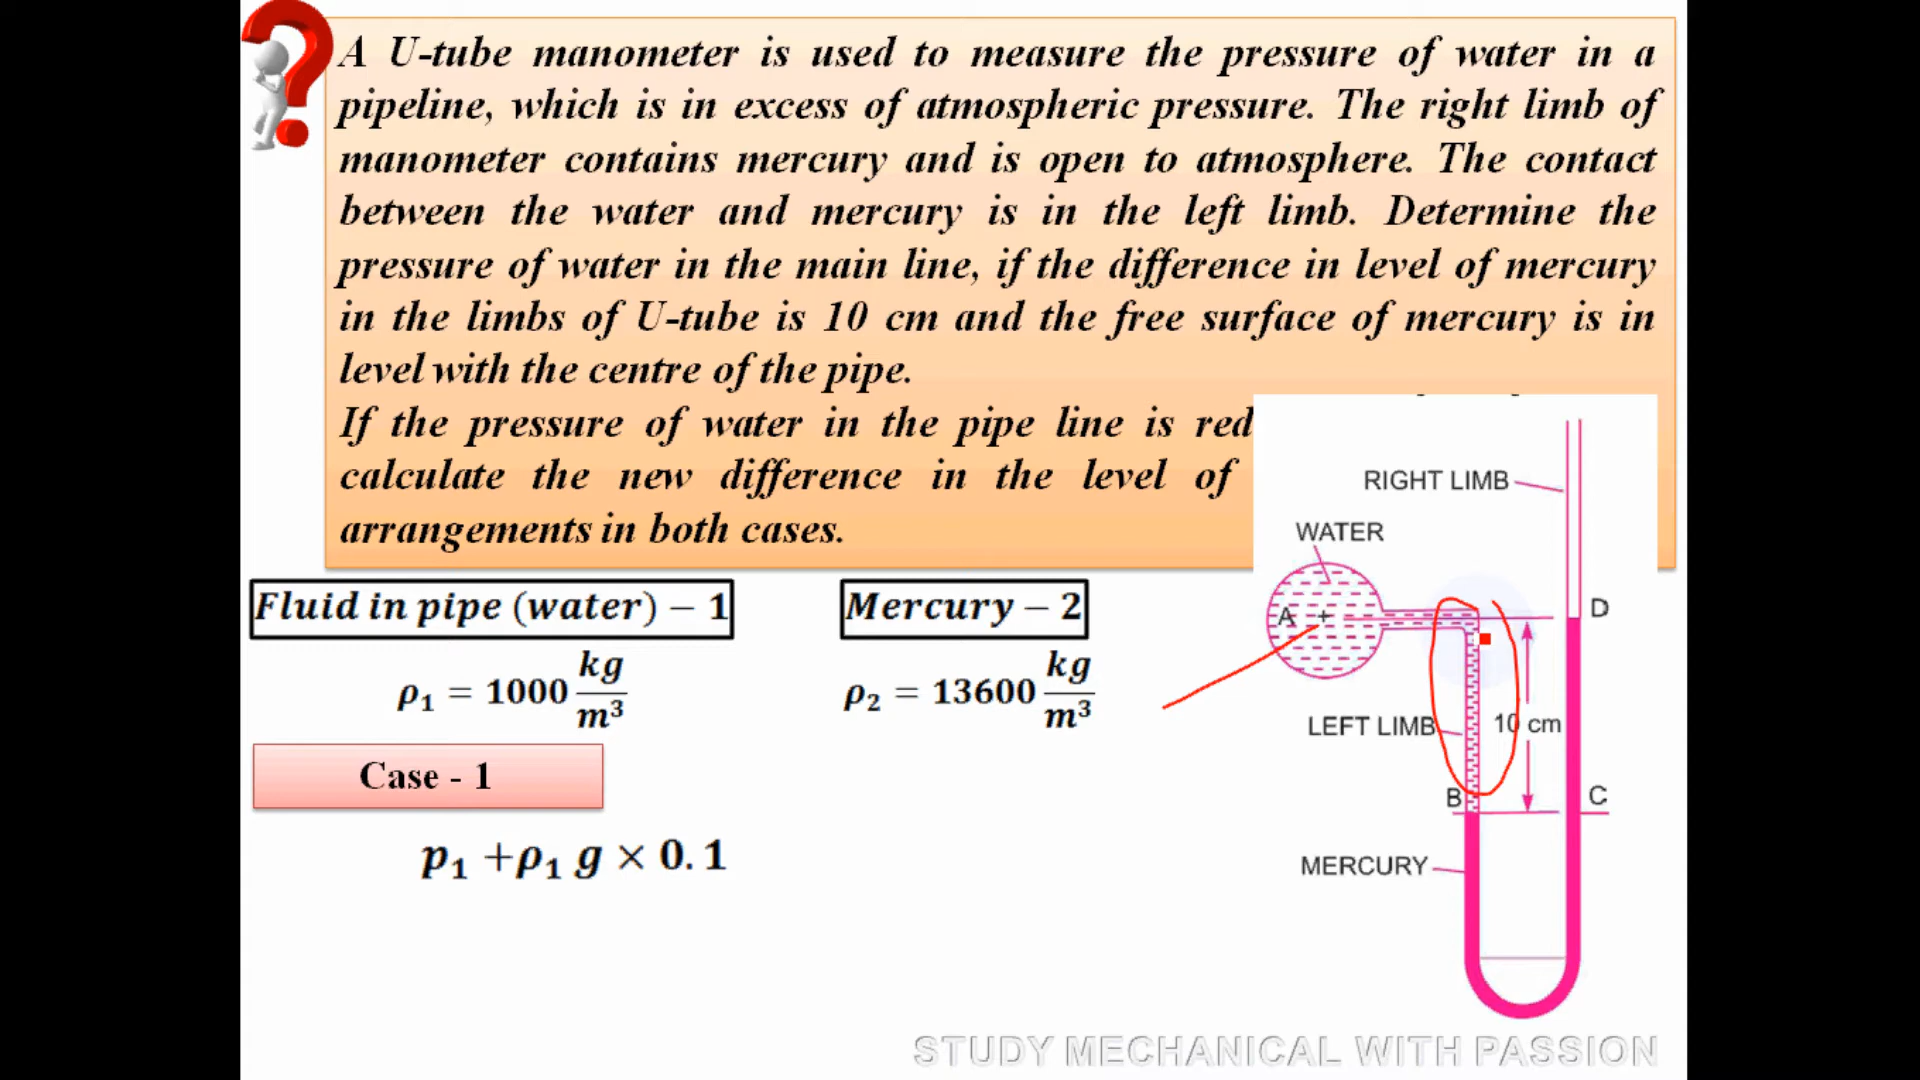 A U-tube manometer is used to measure the pressure of water in a
pipeline, which is in excess of atmospheric pressure. The right limb of
manometer contains mercury and is open to atmosphere. The contact
between the water and mercury is in the left limb. Determine the
pressure of water in the main line, if the difference in level of mercury
in the limbs of U-tube is 10 cm and the free surface of mercury is in
level with the centre of the pipe.
If the pressure of water in the pipe line is red
calculate the new difference in the level of
arrangements in both cases.
RIGHT LIMB
WATER
A +
D
LEFT LIMB
10 cm
B
C
MERCURY
Fluid in pipe (water) − 1
Mercury − 2
ρ₁ = 1000 kg/m³
ρ₂ = 13600 kg/m³
Case - 1
p₁ +ρ₁ g × 0.1
STUDY MECHANICAL WITH PASSION